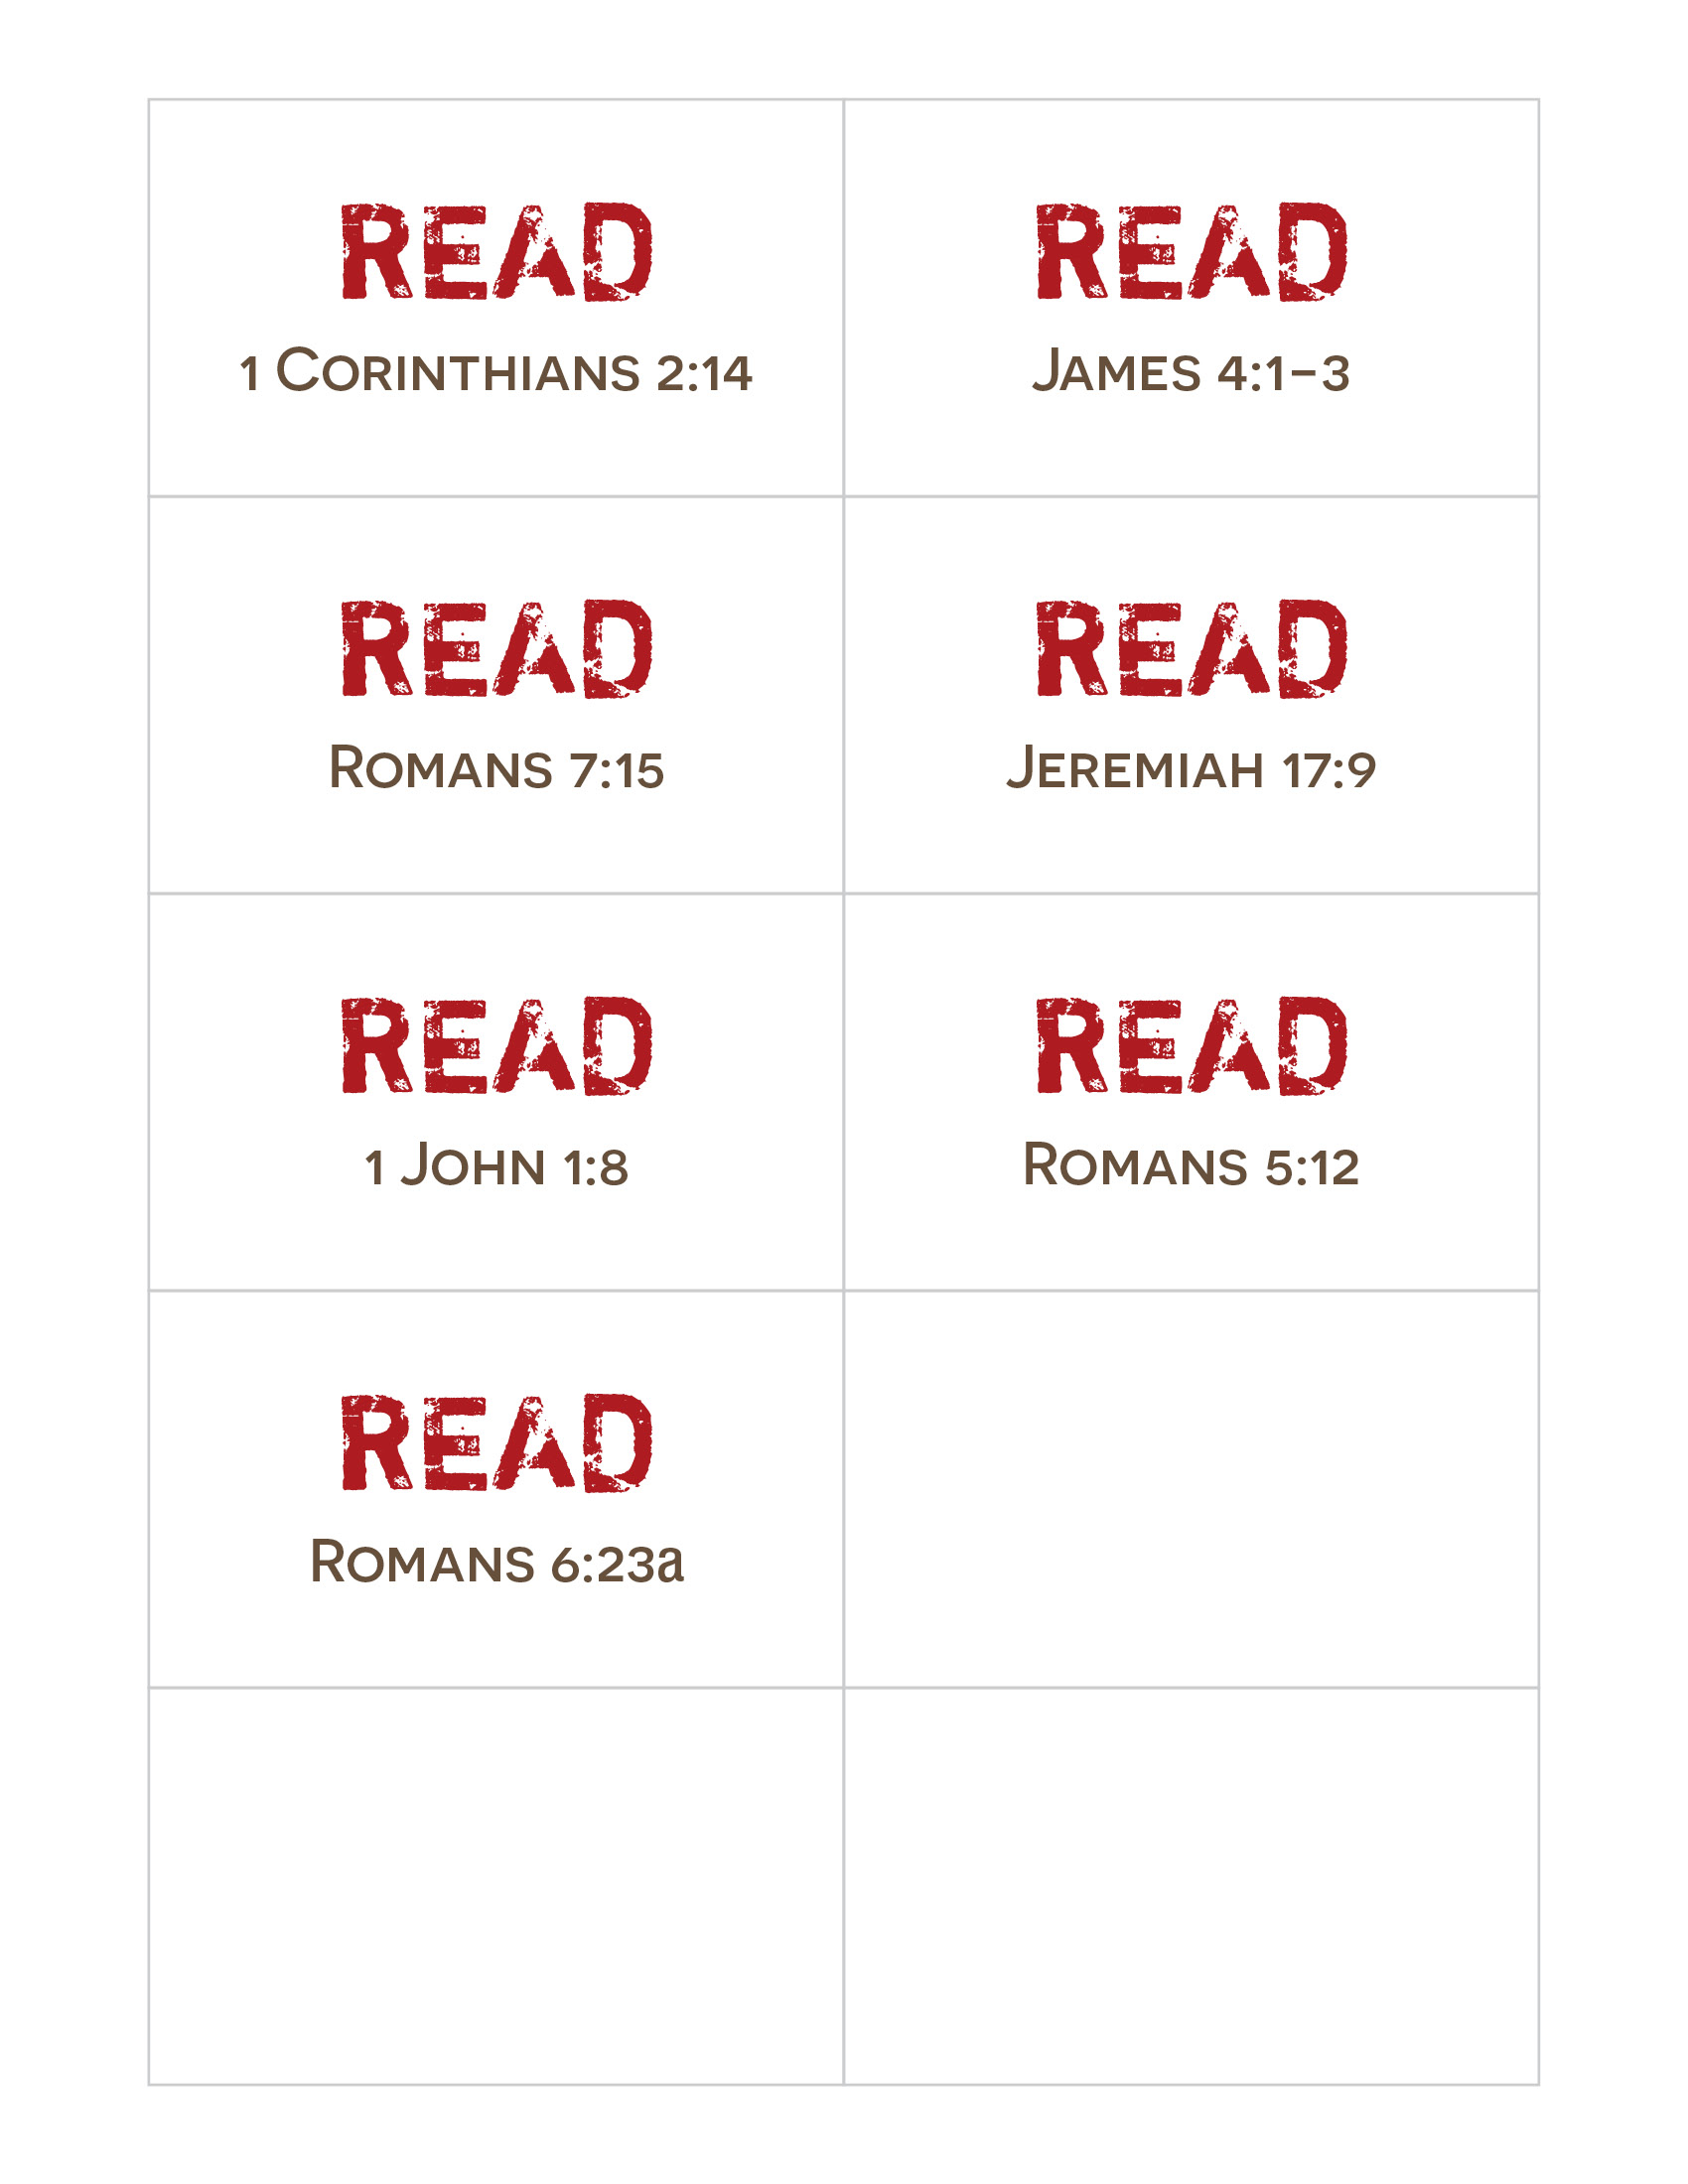 READ
1 Corinthians 2:14
READ
James 4:1–3
READ
Romans 7:15
READ
Jeremiah 17:9
READ
1 John 1:8
READ
Romans 5:12
READ
Romans 6:23a